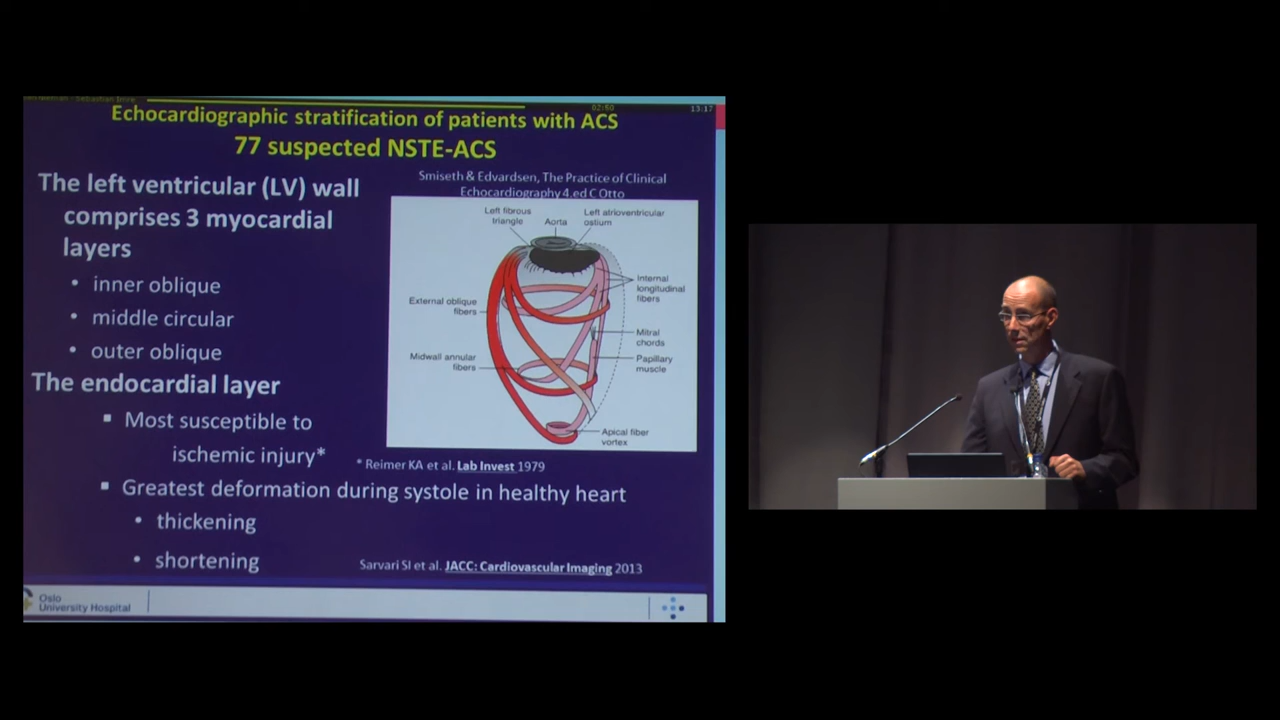 02:50
13:17
Echocardiographic stratification of patients with ACS
77 suspected NSTE-ACS
The left ventricular (LV) wall
comprises 3 myocardial
layers
• inner oblique
• middle circular
• outer oblique
The endocardial layer
▪ Most susceptible to
ischemic injury*
▪ Greatest deformation during systole in healthy heart
• thickening
• shortening
Smiseth & Edvardsen, The Practice of Clinical
Echocardiography 4.ed C Otto
Left fibrous
triangle
Aorta
Left atrioventricular
ostium
Internal
longitudinal
fibers
External oblique
fibers
Mitral
chords
Midwall annular
fibers
Papillary
muscle
Apical fiber
vortex
* Reimer KA et al. Lab Invest 1979
Sarvari SI et al. JACC: Cardiovascular Imaging 2013
Oslo
University Hospital